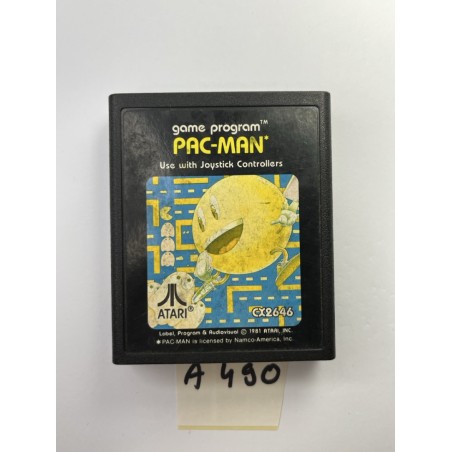 game program™
PAC-MAN*
Use with Joystick Controllers
ATARI®
CX2646
Label, Program & Audiovisual © 1981 ATARI, INC.
* PAC-MAN is licensed by Namco-America, Inc.
A 490